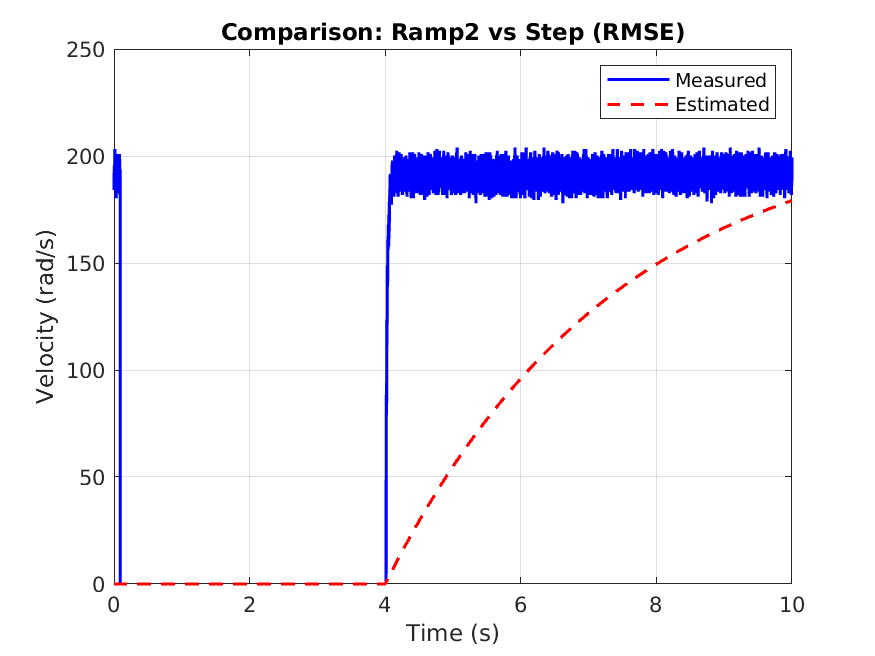 Comparison: Ramp2 vs Step (RMSE)
250
200
150
100
50
0
Velocity (rad/s)
Measured
Estimated
0 2 4 6 8 10
Time (s)